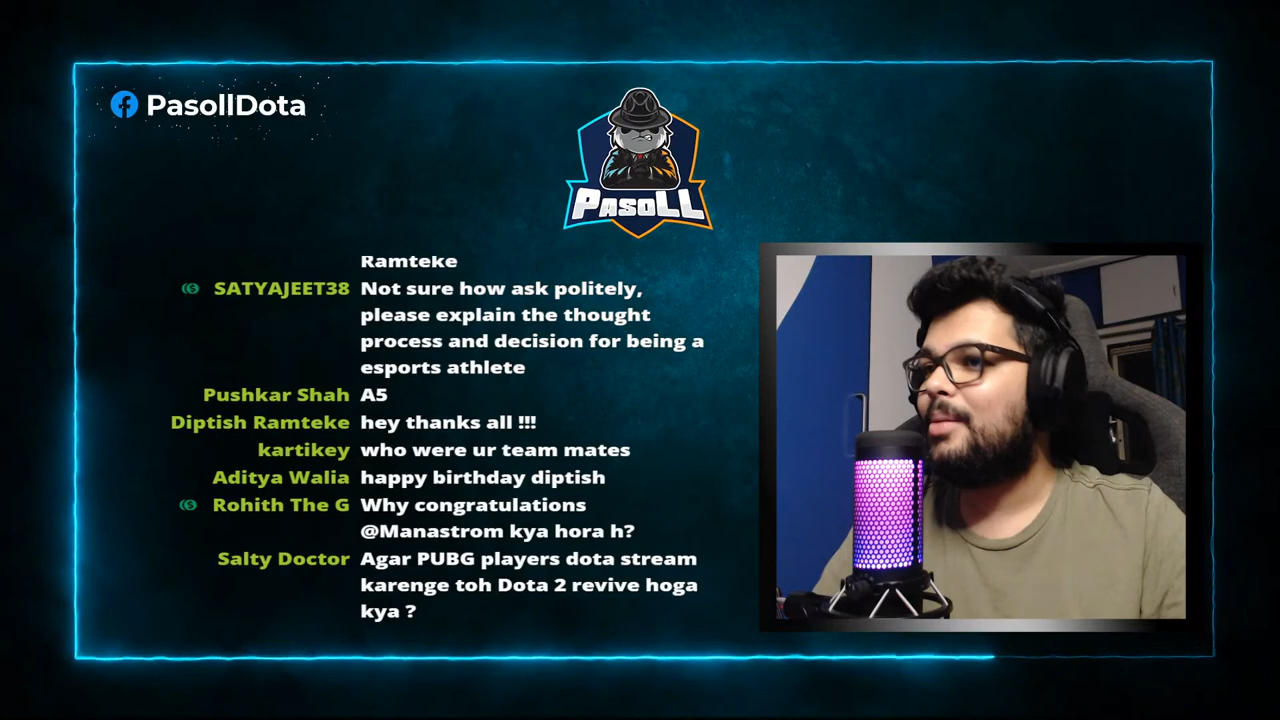 PasollDota
PASOLL
Ramteke
SATYAJEET38 Not sure how ask politely,
please explain the thought
process and decision for being a
esports athlete
Pushkar Shah A5
Diptish Ramteke hey thanks all !!!
kartikey who were ur team mates
Aditya Walia happy birthday diptish
Rohith The G Why congratulations
@Manastrom kya hora h?
Salty Doctor Agar PUBG players dota stream
karenge toh Dota 2 revive hoga
kya ?